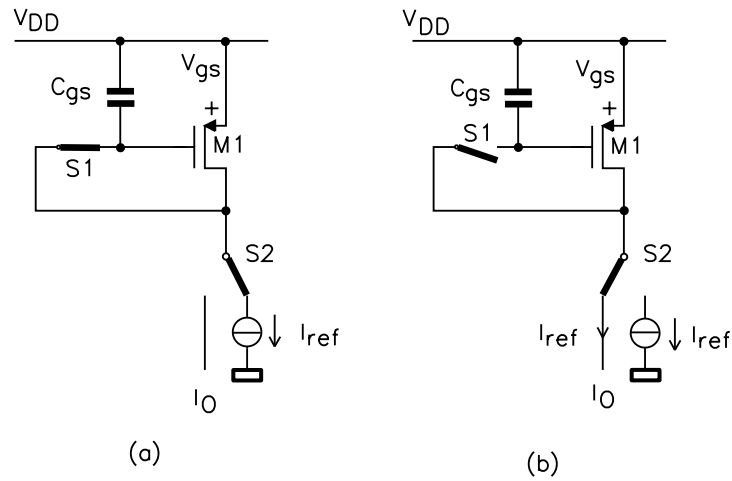 VDD
Vgs
Cgs
+
M1
S1
S2
Iref
IO
(a)
VDD
Vgs
Cgs
+
S1
M1
S2
Iref
Iref
IO
(b)